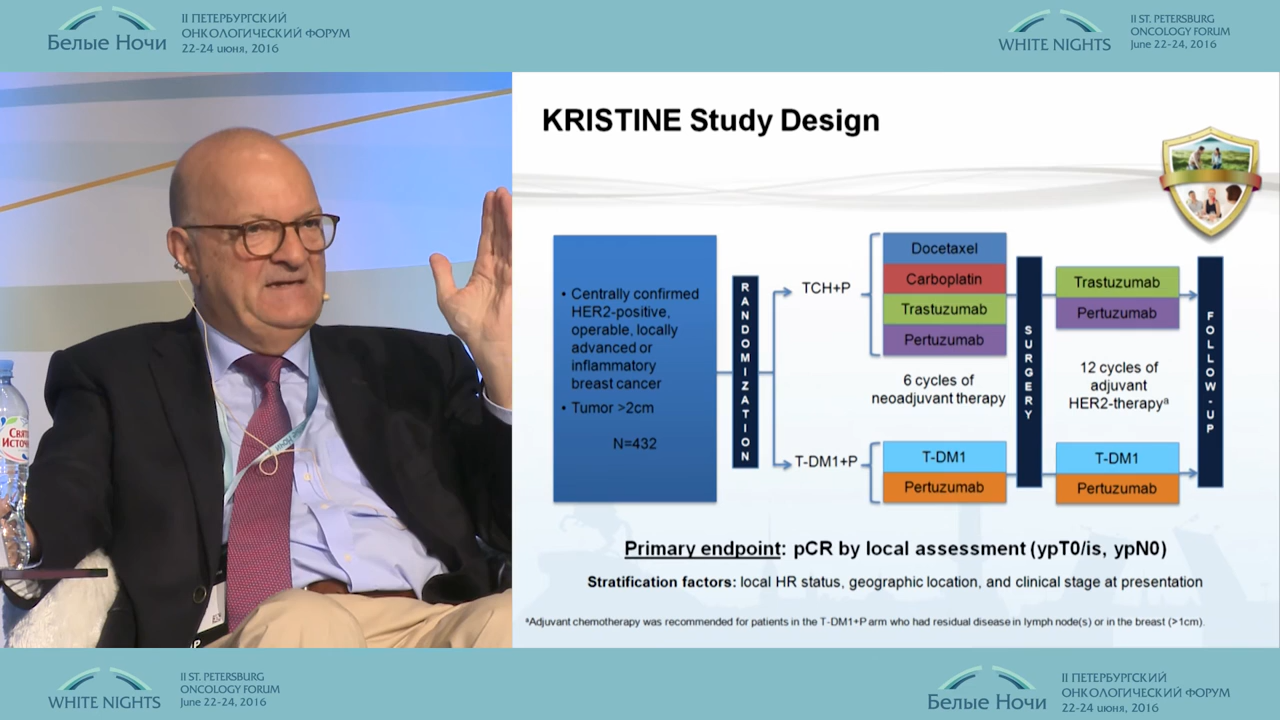 Белые Ночи
II ПЕТЕРБУРГСКИЙ
ОНКОЛОГИЧЕСКИЙ ФОРУМ
22-24 июня, 2016
WHITE NIGHTS
II ST. PETERSBURG
ONCOLOGY FORUM
June 22-24, 2016
KRISTINE Study Design
• Centrally confirmed
HER2-positive,
operable, locally
advanced or
inflammatory
breast cancer
• Tumor >2cm
N=432
RANDOMIZATION
TCH+P
Docetaxel
Carboplatin
Trastuzumab
Pertuzumab
6 cycles of
neoadjuvant therapy
T-DM1+P
T-DM1
Pertuzumab
SURGERY
Trastuzumab
Pertuzumab
12 cycles of
adjuvant
HER2-therapyª
T-DM1
Pertuzumab
FOLLOW-UP
Primary endpoint: pCR by local assessment (ypT0/is, ypN0)
Stratification factors: local HR status, geographic location, and clinical stage at presentation
ªAdjuvant chemotherapy was recommended for patients in the T-DM1+P arm who had residual disease in lymph node(s) or in the breast (>1cm).
WHITE NIGHTS
II ST. PETERSBURG
ONCOLOGY FORUM
June 22-24, 2016
Белые Ночи
II ПЕТЕРБУРГСКИЙ
ОНКОЛОГИЧЕСКИЙ ФОРУМ
22-24 июня, 2016